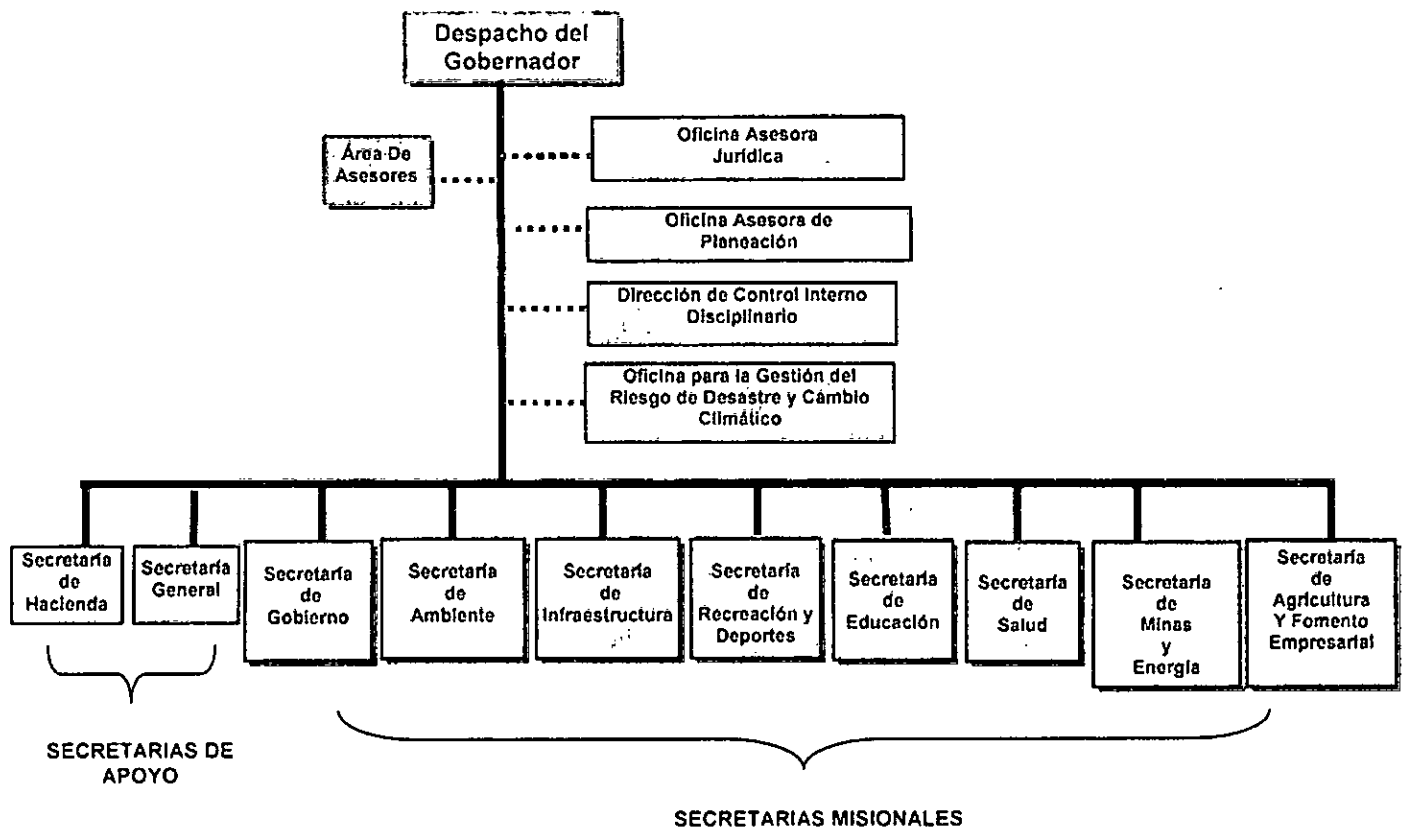 Despacho del
Gobernador
Área De
Asesores
Oficina Asesora
Jurídica
Oficina Asesora de
Planeación
Dirección de Control Interno
Disciplinario
Oficina para la Gestión del
Riesgo de Desastre y Cambio
Climático
Secretaría
de
Hacienda
Secretaría
General
Secretaría
de
Gobierno
Secretaría
de
Ambiente
Secretaría
de
Infraestructura
Secretaría
de
Recreación y
Deportes
Secretaría
de
Educación
Secretaría
de
Salud
Secretaría
de
Minas
y
Energía
Secretaría
de
Agricultura
Y Fomento
Empresarial
SECRETARIAS DE
APOYO
SECRETARIAS MISIONALES